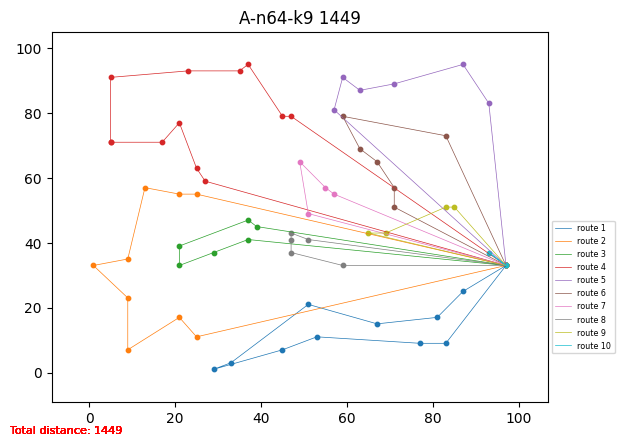 A-n64-k9 1449
100
80
60
40
20
0
0 20 40 60 80 100
route 1
route 2
route 3
route 4
route 5
route 6
route 7
route 8
route 9
route 10
Total distance: 1449